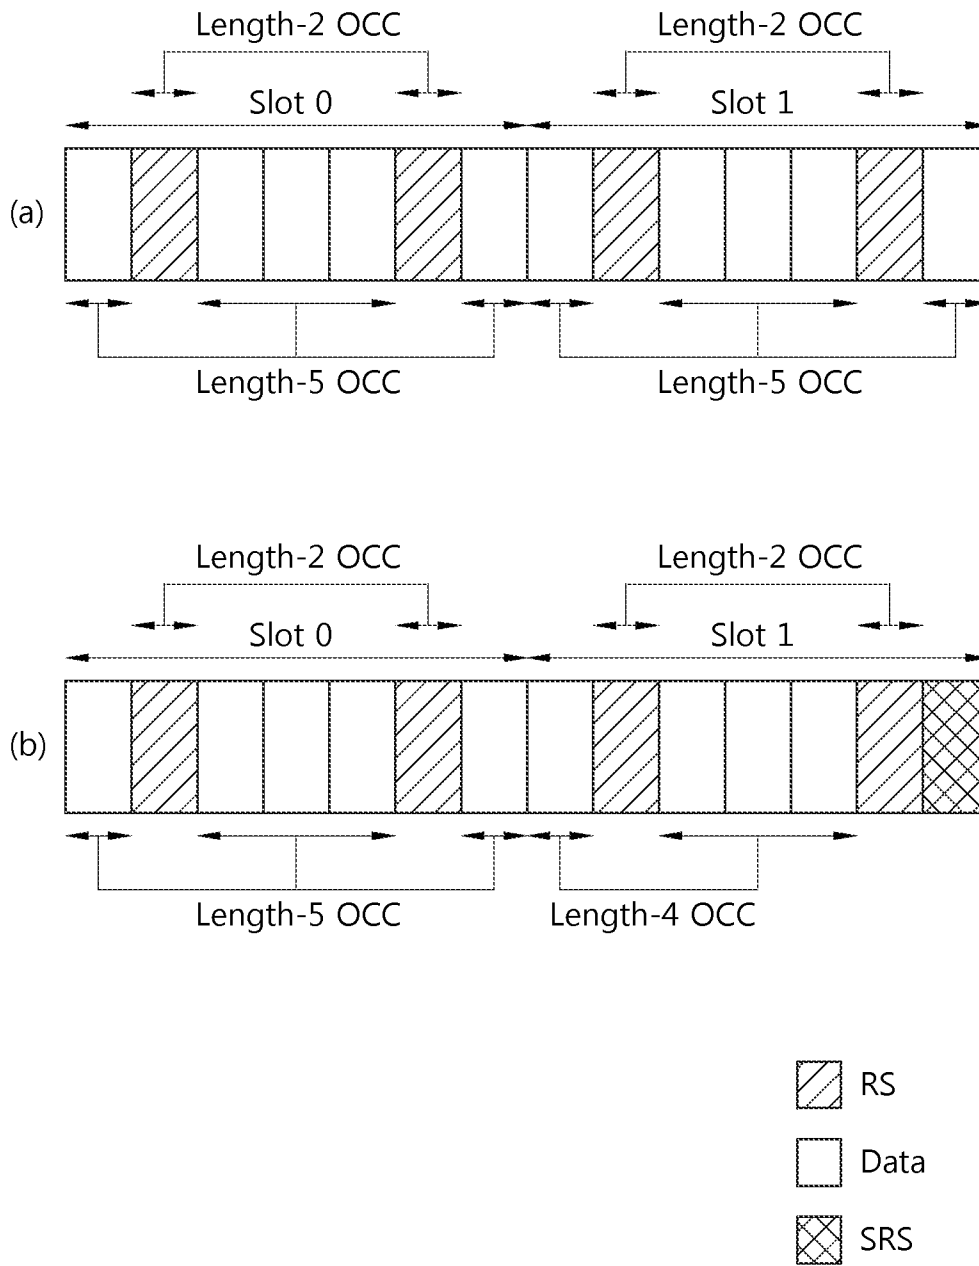 Length-2 OCC Length-2 OCC
Slot 0 Slot 1
(a)
Length-5 OCC Length-5 OCC
Length-2 OCC Length-2 OCC
Slot 0 Slot 1
(b)
Length-5 OCC Length-4 OCC
RS
Data
SRS